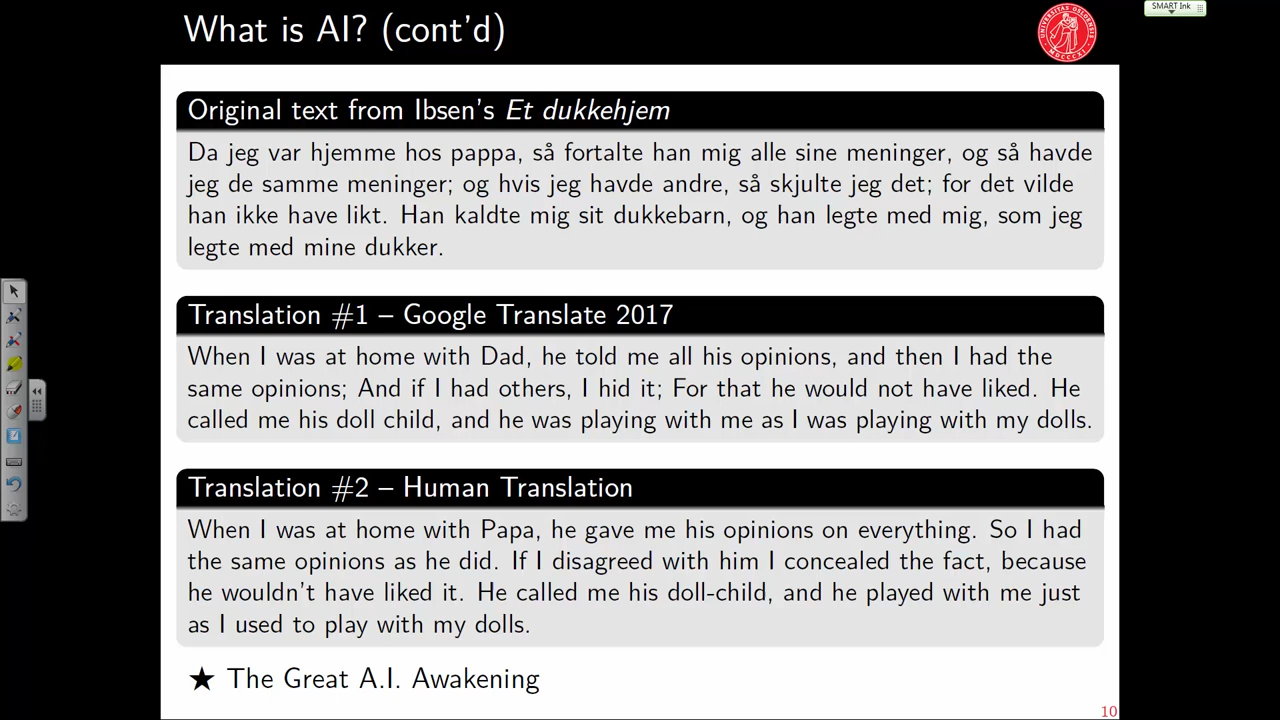 What is AI? (cont'd)
UNIVERSITAS OSLOENSIS
MDCCCXI
SMART Ink
Original text from Ibsen's Et dukkehjem
Da jeg var hjemme hos pappa, så fortalte han mig alle sine meninger, og så havde
jeg de samme meninger; og hvis jeg havde andre, så skjulte jeg det; for det vilde
han ikke have likt. Han kaldte mig sit dukkebarn, og han legte med mig, som jeg
legte med mine dukker.
Translation #1 – Google Translate 2017
When I was at home with Dad, he told me all his opinions, and then I had the
same opinions; And if I had others, I hid it; For that he would not have liked. He
called me his doll child, and he was playing with me as I was playing with my dolls.
Translation #2 – Human Translation
When I was at home with Papa, he gave me his opinions on everything. So I had
the same opinions as he did. If I disagreed with him I concealed the fact, because
he wouldn't have liked it. He called me his doll-child, and he played with me just
as I used to play with my dolls.
★ The Great A.I. Awakening
10